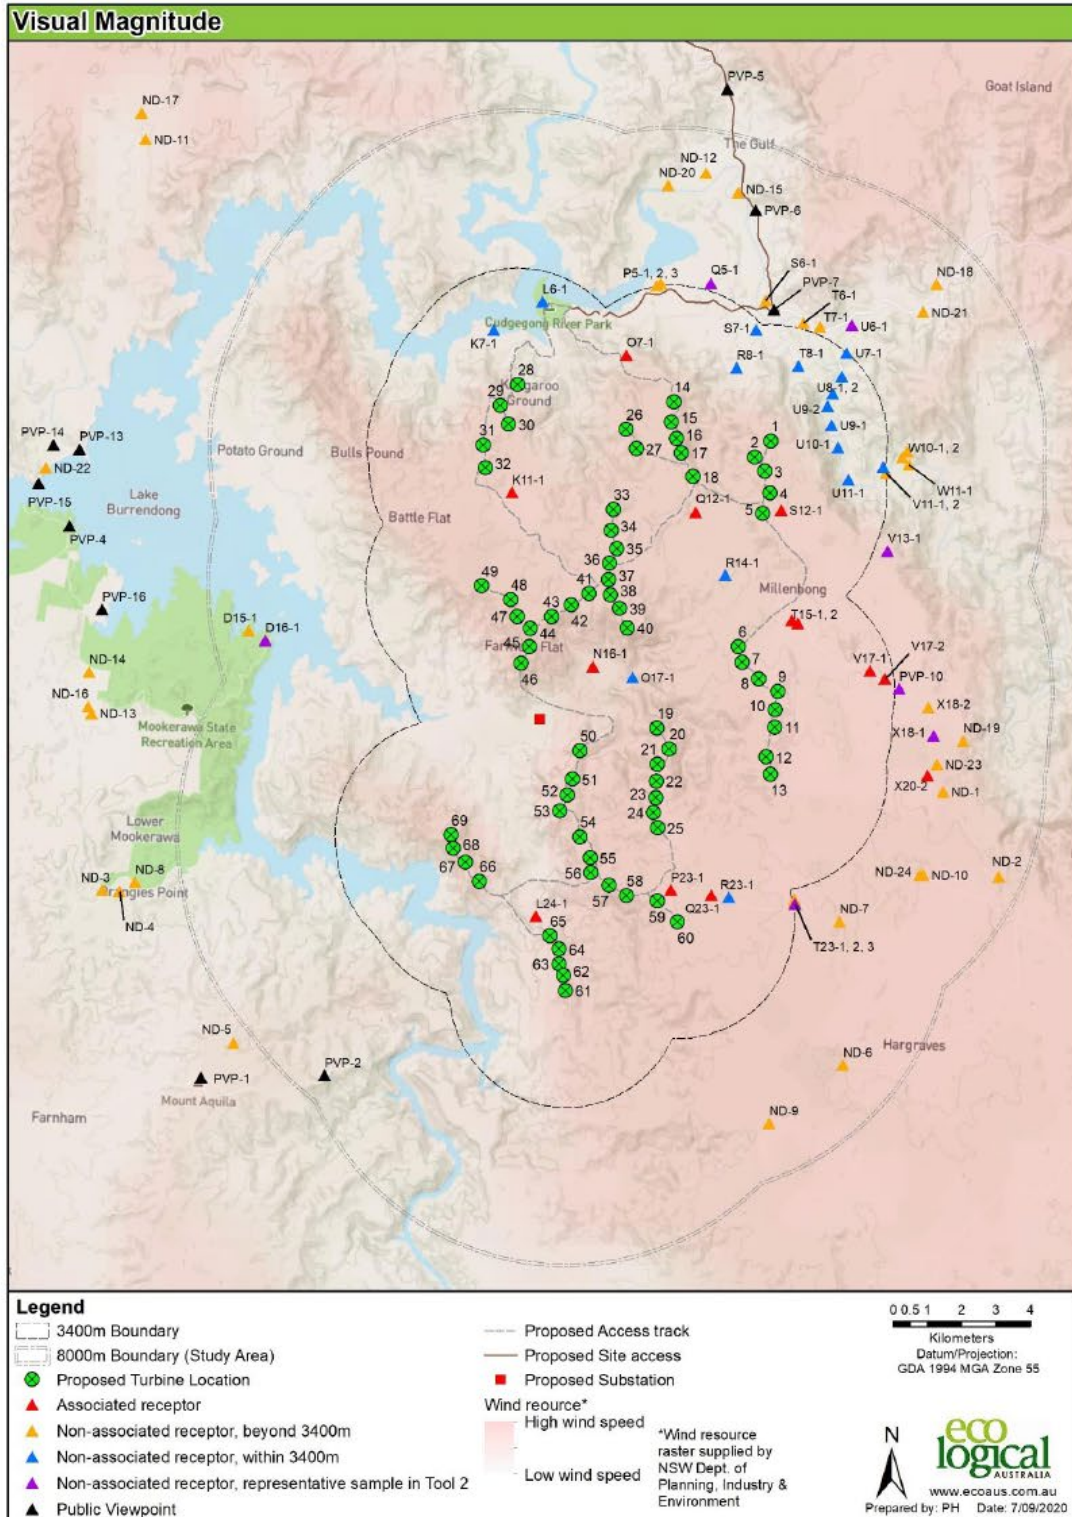 Visual Magnitude
PVP-5
Goat Island
ND-17
ND-11
The Gulf
ND-12
ND-20
ND-15
PVP-6
S6-1
P5-1, 2, 3
Q5-1
PVP-7
ND-18
L6-1
T6-1
ND-21
T7-1
U6-1
Cudgegong River Park
S7-1
K7-1
O7-1
R8-1
T8-1
U7-1
28
Kangaroo
Ground
U8-1, 2
29
14
U9-2
30
15
26
U9-1
31
16
1
PVP-14
PVP-13
Potato Ground
Bulls Pound
27
17
2
U10-1
W10-1, 2
ND-22
32
3
18
W11-1
PVP-15
K11-1
4
U11-1
V11-1, 2
Lake
Burrendong
33
Q12-1
5
S12-1
Battle Flat
PVP-4
34
35
V13-1
36
R14-1
49
37
Millenbong
48
41
38
PVP-16
43
39
42
T15-1, 2
D15-1
D16-1
47
44
40
45
Farnham Flat
6
V17-2
N16-1
7
V17-1
ND-14
46
O17-1
8
9
PVP-10
ND-16
ND-13
10
X18-2
Mookerawa State
Recreation Area
19
11
X18-1
ND-19
20
50
21
12
ND-23
51
22
13
X20-2
52
23
ND-1
53
24
Lower
Mookerawa
69
54
25
68
55
67
66
56
ND-8
ND-3
58
P23-1
R23-1
ND-24
ND-10
ND-2
57
ND-4
L24-1
59
Q23-1
ND-7
65
60
T23-1, 2, 3
64
63
62
61
ND-5
Hargraves
PVP-2
ND-6
PVP-1
Mount Aquila
Farnham
ND-9
Legend
3400m Boundary
8000m Boundary (Study Area)
Proposed Turbine Location
Associated receptor
Non-associated receptor, beyond 3400m
Non-associated receptor, within 3400m
Non-associated receptor, representative sample in Tool 2
Public Viewpoint
Proposed Access track
Proposed Site access
Proposed Substation
Wind reource*
High wind speed
Low wind speed
*Wind resource
raster supplied by
NSW Dept. of
Planning, Industry &
Environment
0 0.5 1 2 3 4
Kilometers
Datum/Projection:
GDA 1994 MGA Zone 55
N
eco
logical
AUSTRALIA
www.ecoaus.com.au
Prepared by: PH Date: 7/09/2020